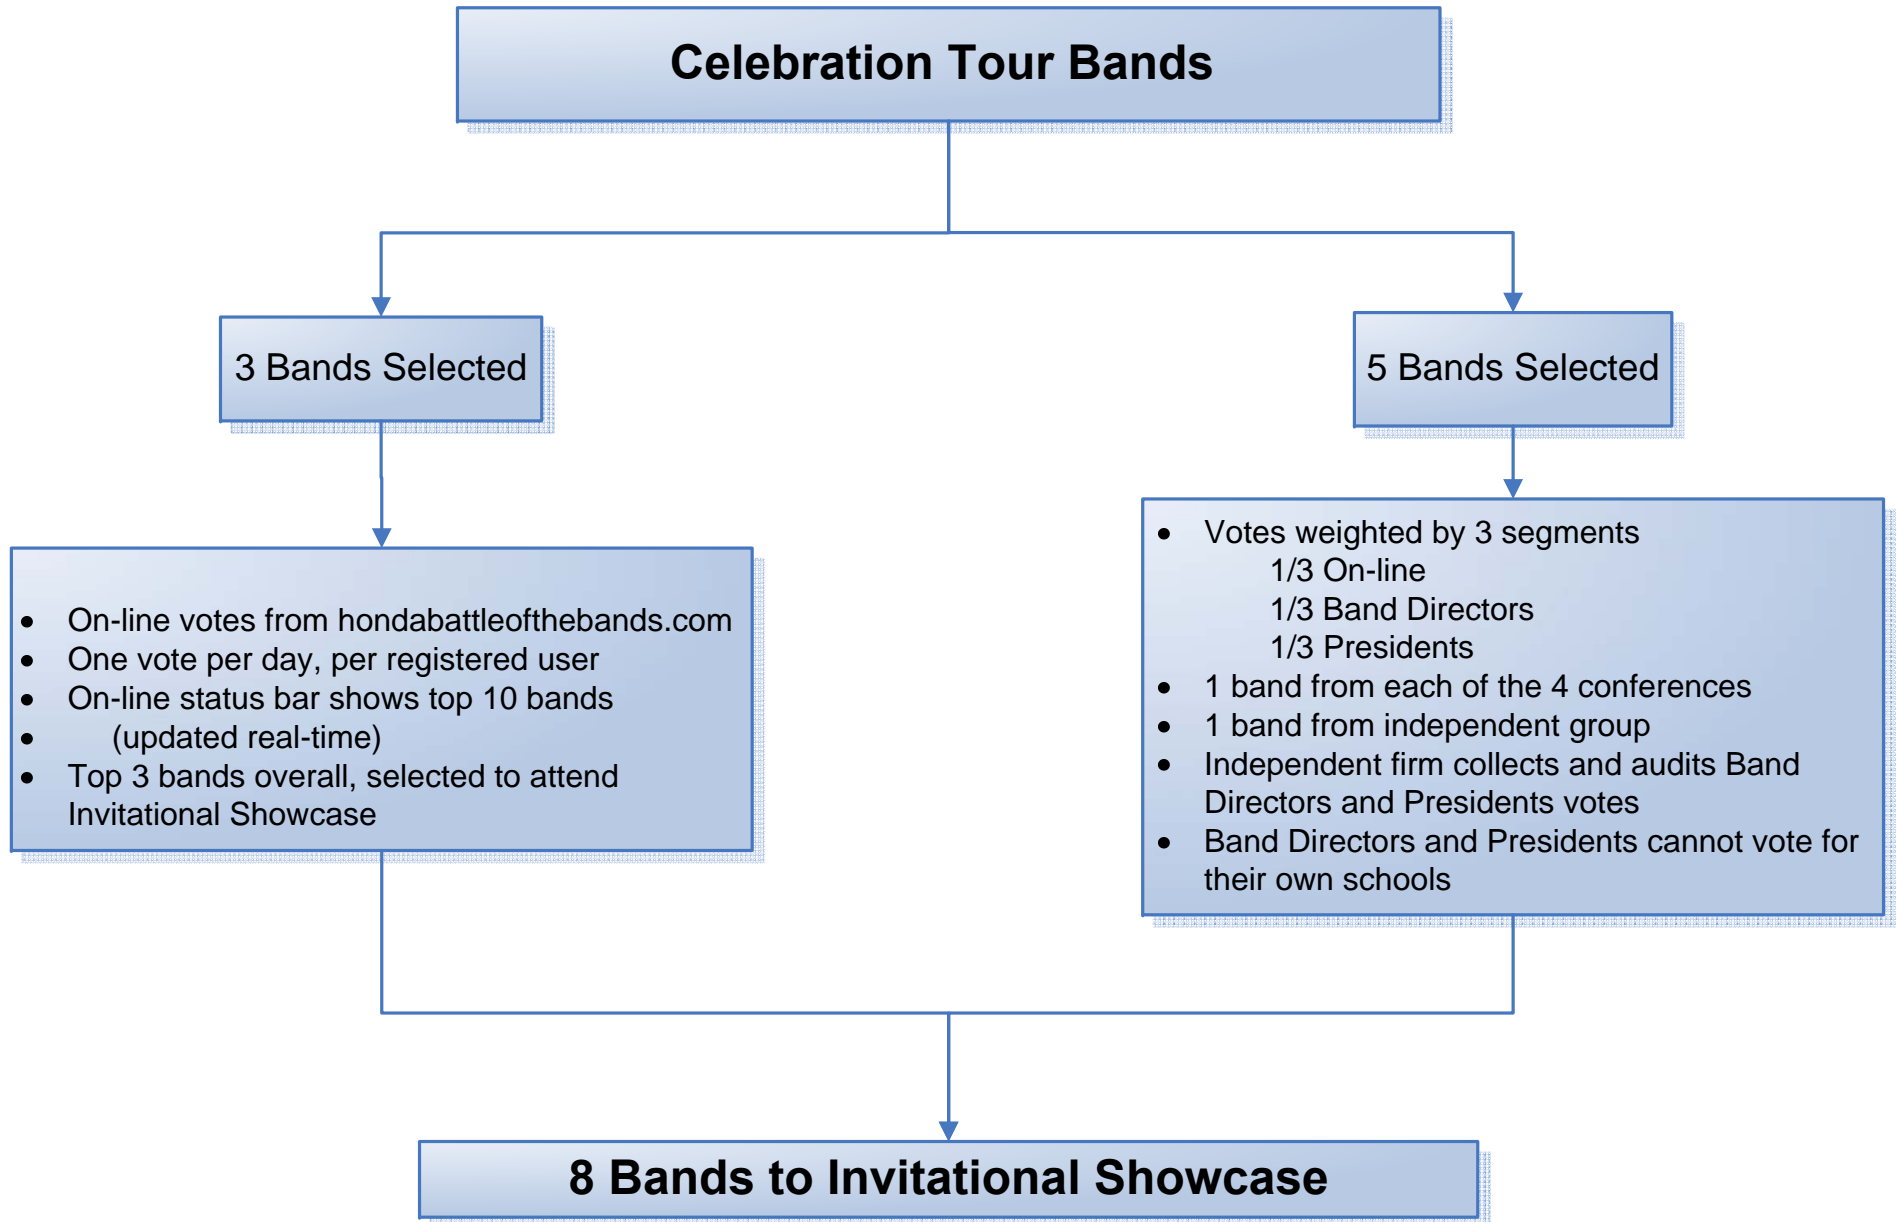 Celebration Tour Bands
3 Bands Selected
5 Bands Selected
• On-line votes from hondabattleofthebands.com
• One vote per day, per registered user
• On-line status bar shows top 10 bands
• (updated real-time)
• Top 3 bands overall, selected to attend
Invitational Showcase
• Votes weighted by 3 segments
1/3 On-line
1/3 Band Directors
1/3 Presidents
• 1 band from each of the 4 conferences
• 1 band from independent group
• Independent firm collects and audits Band
Directors and Presidents votes
• Band Directors and Presidents cannot vote for
their own schools
8 Bands to Invitational Showcase